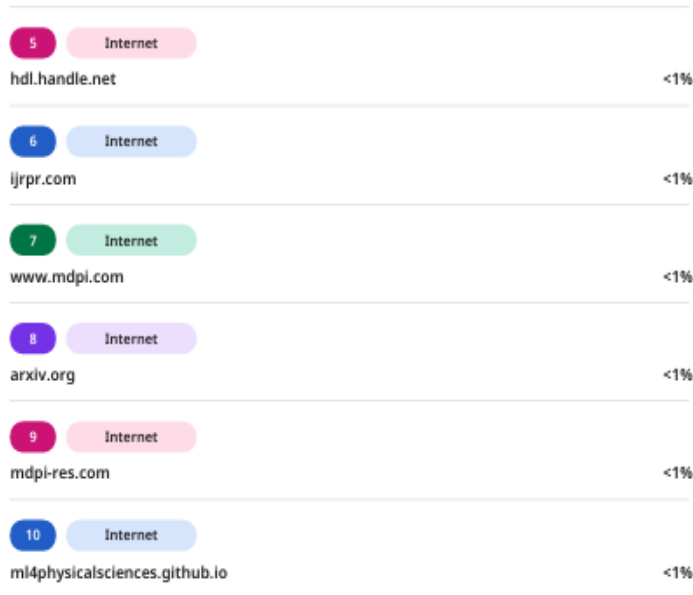 5 Internet
hdl.handle.net <1%
6 Internet
ijrpr.com <1%
7 Internet
www.mdpi.com <1%
8 Internet
arxiv.org <1%
9 Internet
mdpi-res.com <1%
10 Internet
ml4physicalsciences.github.io <1%